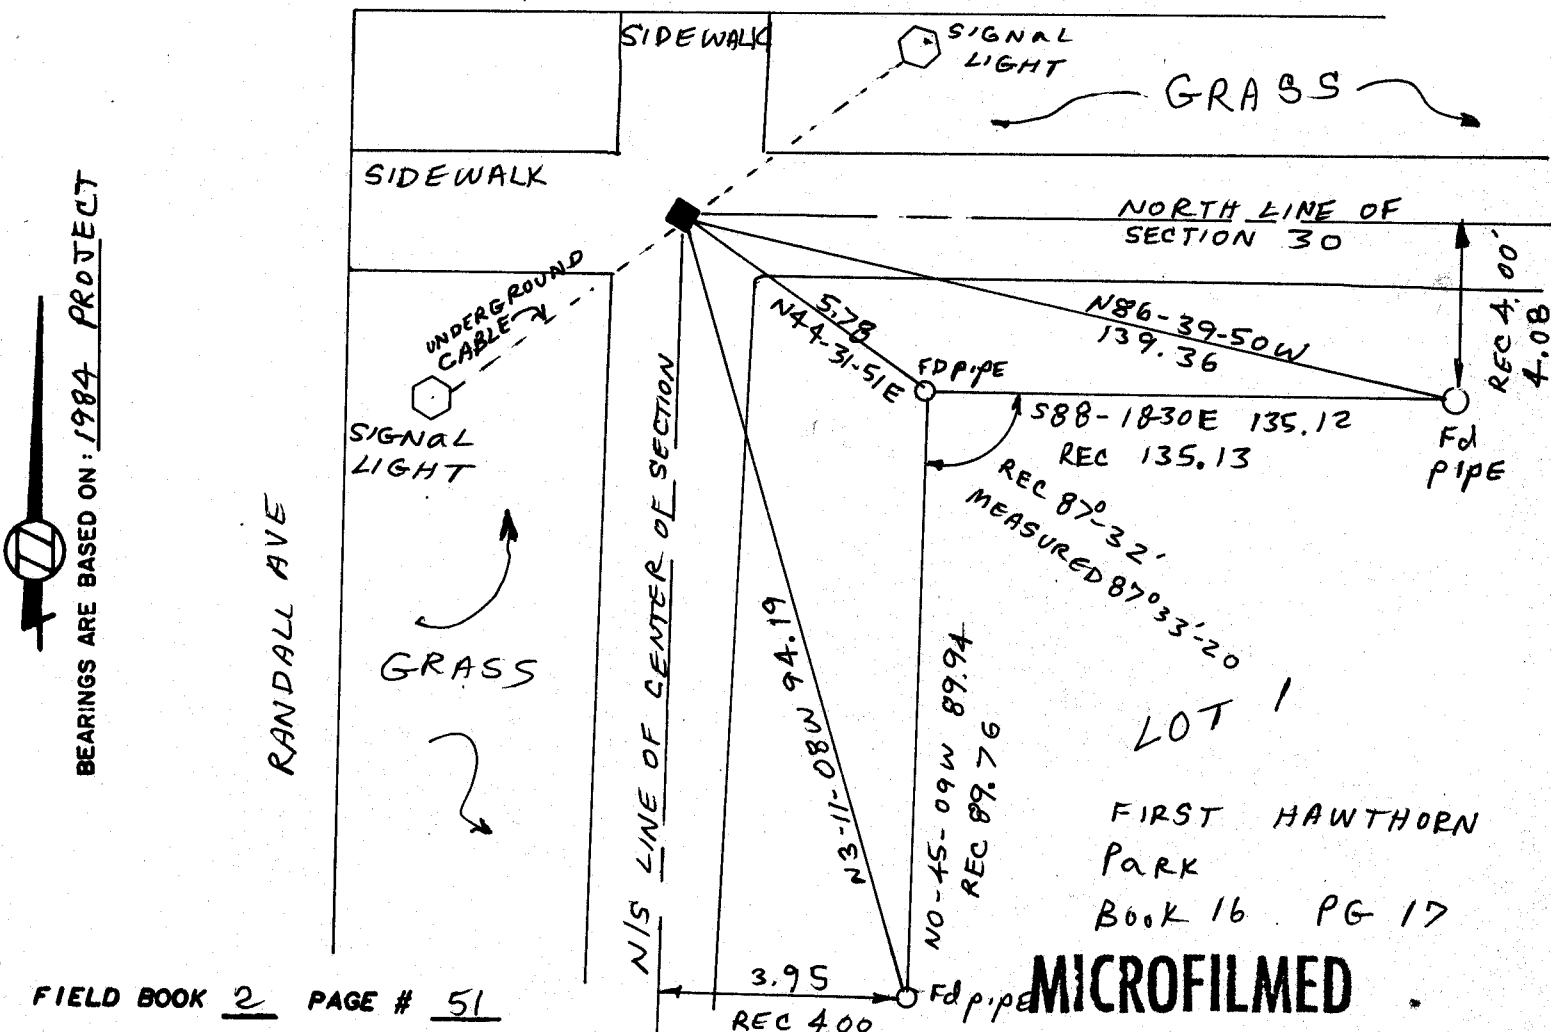 SIDEWALK
SIGNAL
LIGHT
GRASS
SIDEWALK
NORTH LINE OF
SECTION 30
REC 4.00'
4.08
UNDERGROUND
CABLE
5.78
N44-31-51E
N86-39-50W
139.36
FD PIPE
S88-1830E 135.12
REC 135.13
Fd
PIPE
SIGNAL
LIGHT
REC 87°-32'
MEASURED 87°33'-20
BEARINGS ARE BASED ON: 1984 PROJECT
RANDALL AVE
GRASS
N/S LINE OF CENTER OF SECTION
N3-11-08W 94.19
N0-45-09W 89.94
REC 89.76
LOT 1
FIRST HAWTHORN
PARK
BOOK 16 PG 17
3.95
REC 4.00
Fd PIPE
MICROFILMED
FIELD BOOK 2 PAGE # 51